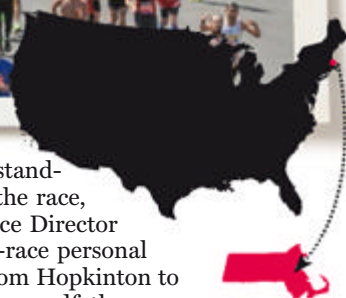 stand-
the race,
ce Director
-race personal
om Hopkinton to